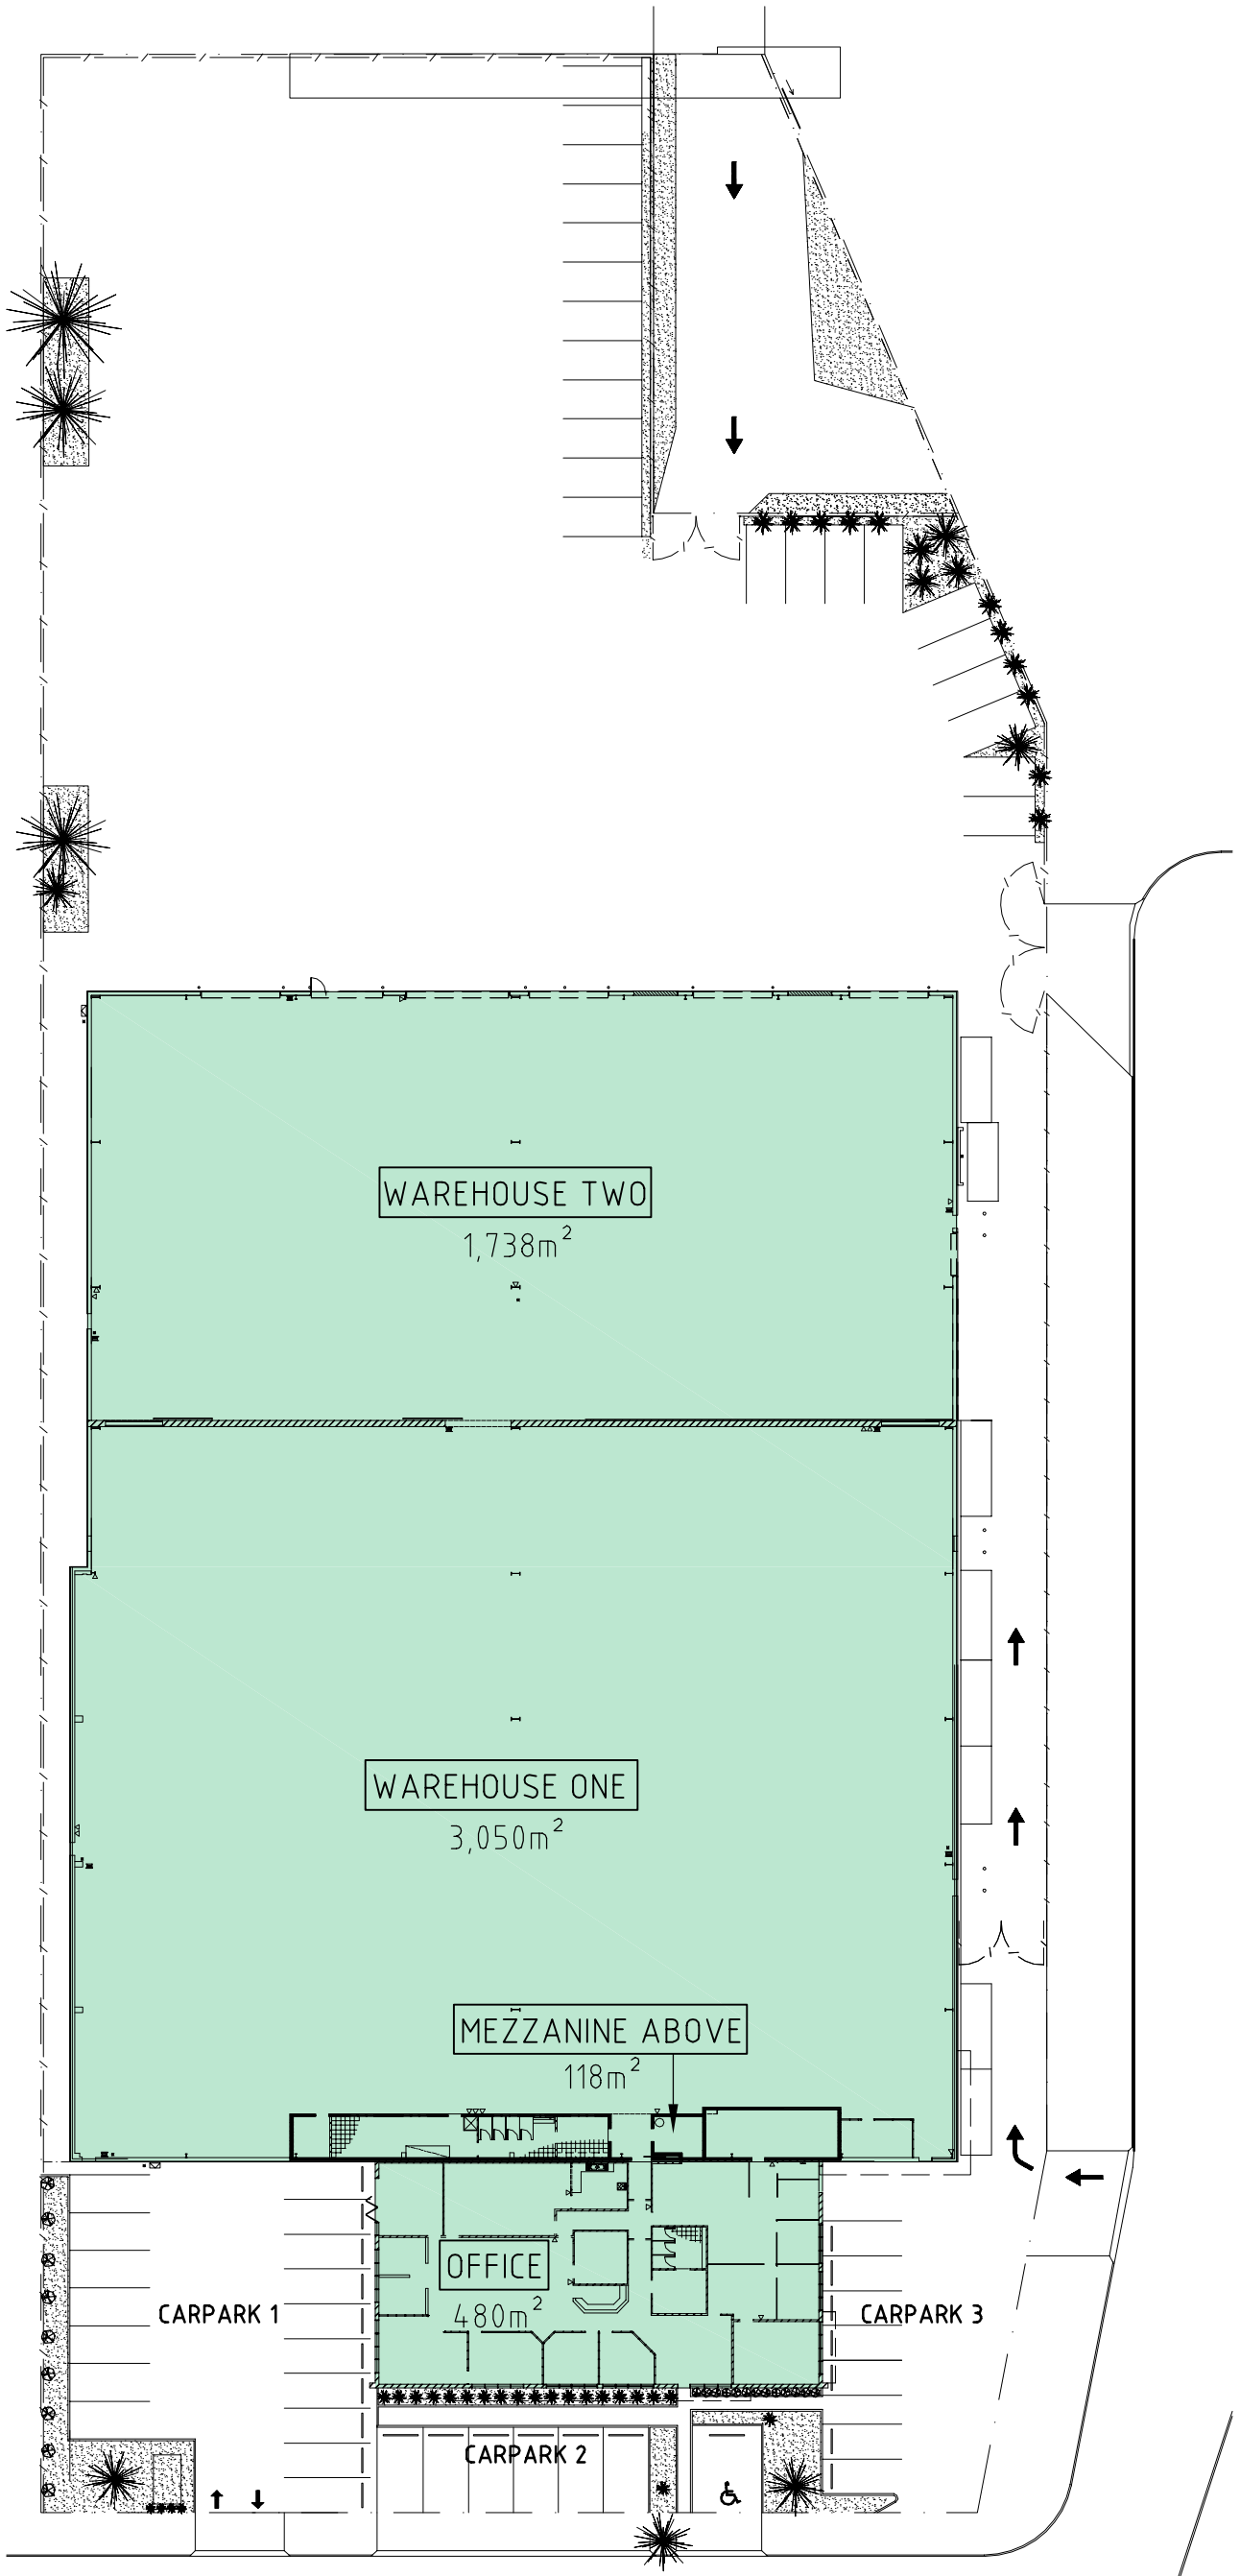 WAREHOUSE TWO
1,738m²
WAREHOUSE ONE
3,050m²
MEZZANINE ABOVE
118m²
OFFICE
480m²
CARPARK 1
CARPARK 3
CARPARK 2